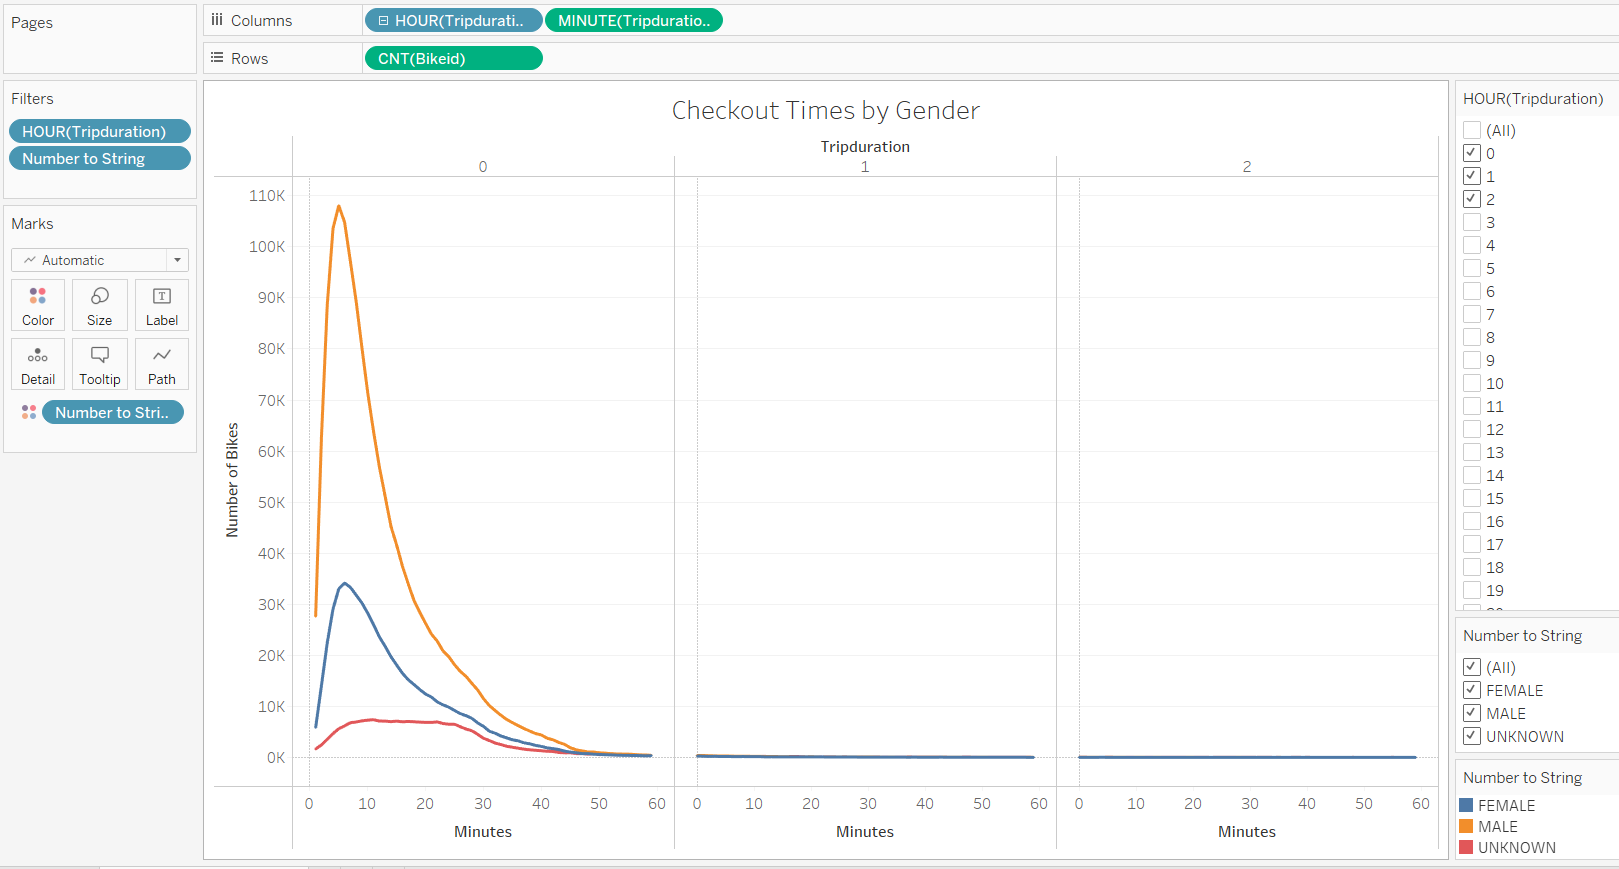 Pages
Columns
HOUR(Tripdurati..
MINUTE(Tripduratio..
Rows
CNT(Bikeid)
Filters
HOUR(Tripduration)
Number to String
Marks
Automatic
Color
Size
Label
Detail
Tooltip
Path
Number to Stri..
Checkout Times by Gender
Tripduration
0
1
2
110K
100K
90K
80K
70K
60K
50K
40K
30K
20K
10K
0K
Number of Bikes
0 10 20 30 40 50 60
0 10 20 30 40 50 60
0 10 20 30 40 50 60
Minutes
Minutes
Minutes
HOUR(Tripduration)
(All)
0
1
2
3
4
5
6
7
8
9
10
11
12
13
14
15
16
17
18
19
Number to String
(All)
FEMALE
MALE
UNKNOWN
Number to String
FEMALE
MALE
UNKNOWN